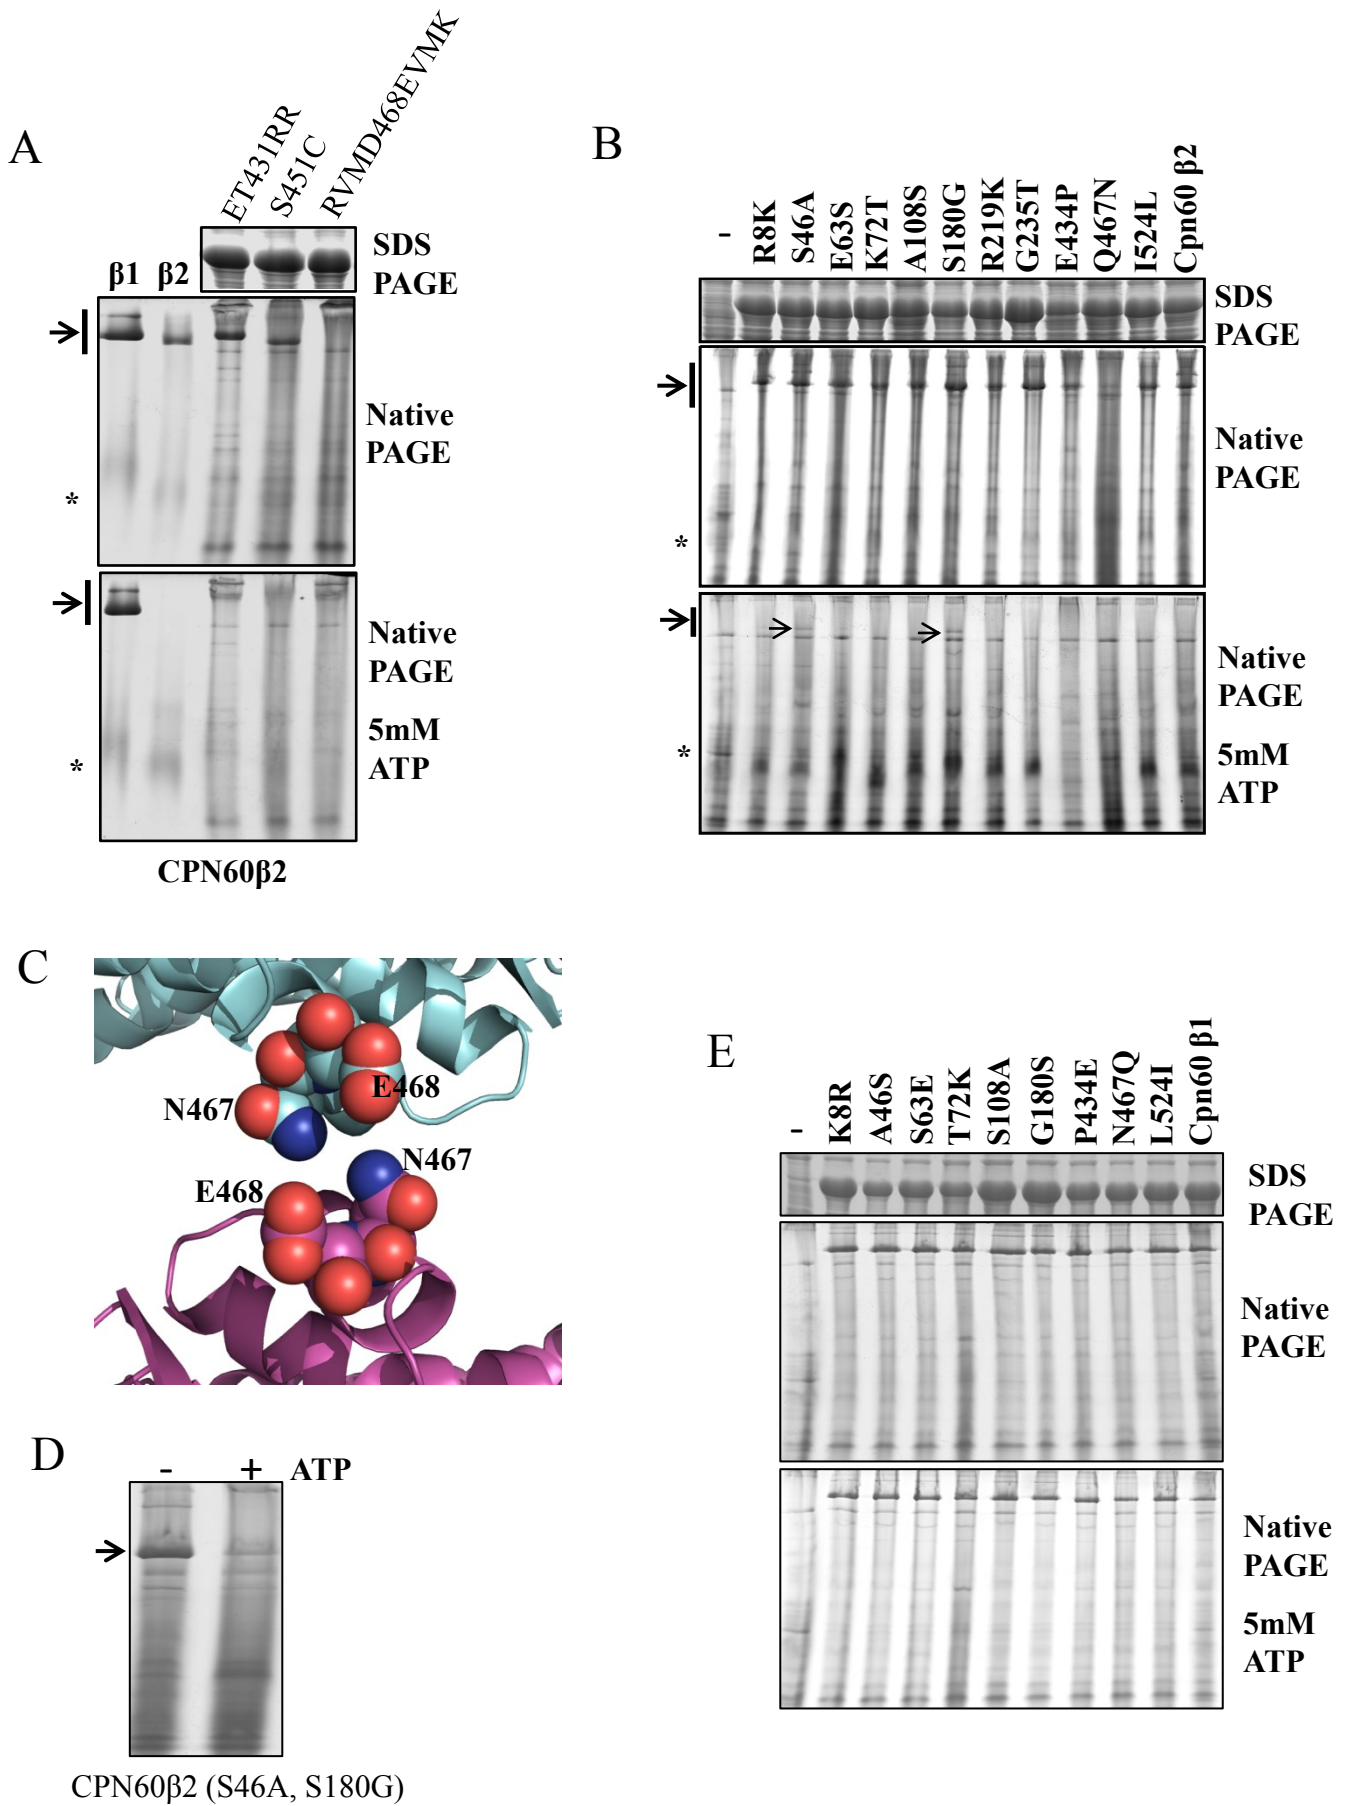 A
ET431RR
S451C
RVMD468EVMK
SDS
PAGE
β1
β2
Native
PAGE
*
Native
PAGE
5mM
ATP
*
CPN60β2
B
-
R8K
S46A
E63S
K72T
A108S
S180G
R219K
G235T
E434P
Q467N
I524L
Cpn60 β2
SDS
PAGE
Native
PAGE
*
Native
PAGE
5mM
ATP
*
C
N467
E468
N467
E468
D
- + ATP
CPN60β2 (S46A, S180G)
E
-
K8R
A46S
S63E
T72K
S108A
G180S
P434E
N467Q
L524I
Cpn60 β1
SDS
PAGE
Native
PAGE
Native
PAGE
5mM
ATP